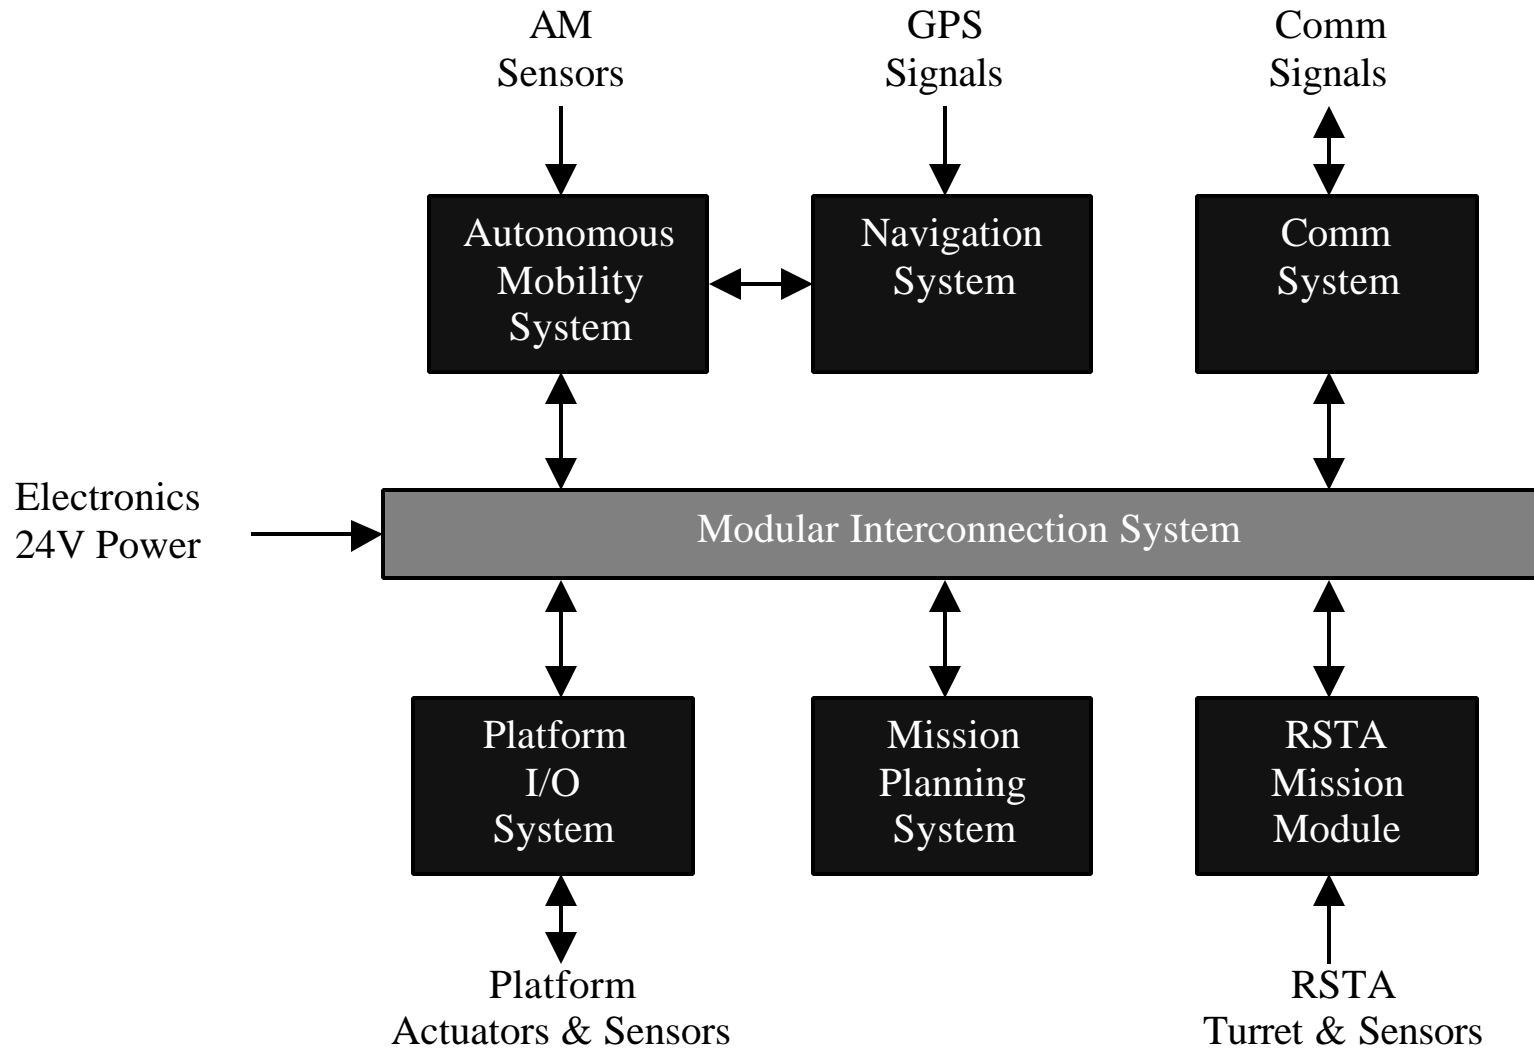 AM
Sensors
GPS
Signals
Comm
Signals
Autonomous
Mobility
System
Navigation
System
Comm
System
Electronics
24V Power
Modular Interconnection System
Platform
I/O
System
Mission
Planning
System
RSTA
Mission
Module
Platform
Actuators & Sensors
RSTA
Turret & Sensors